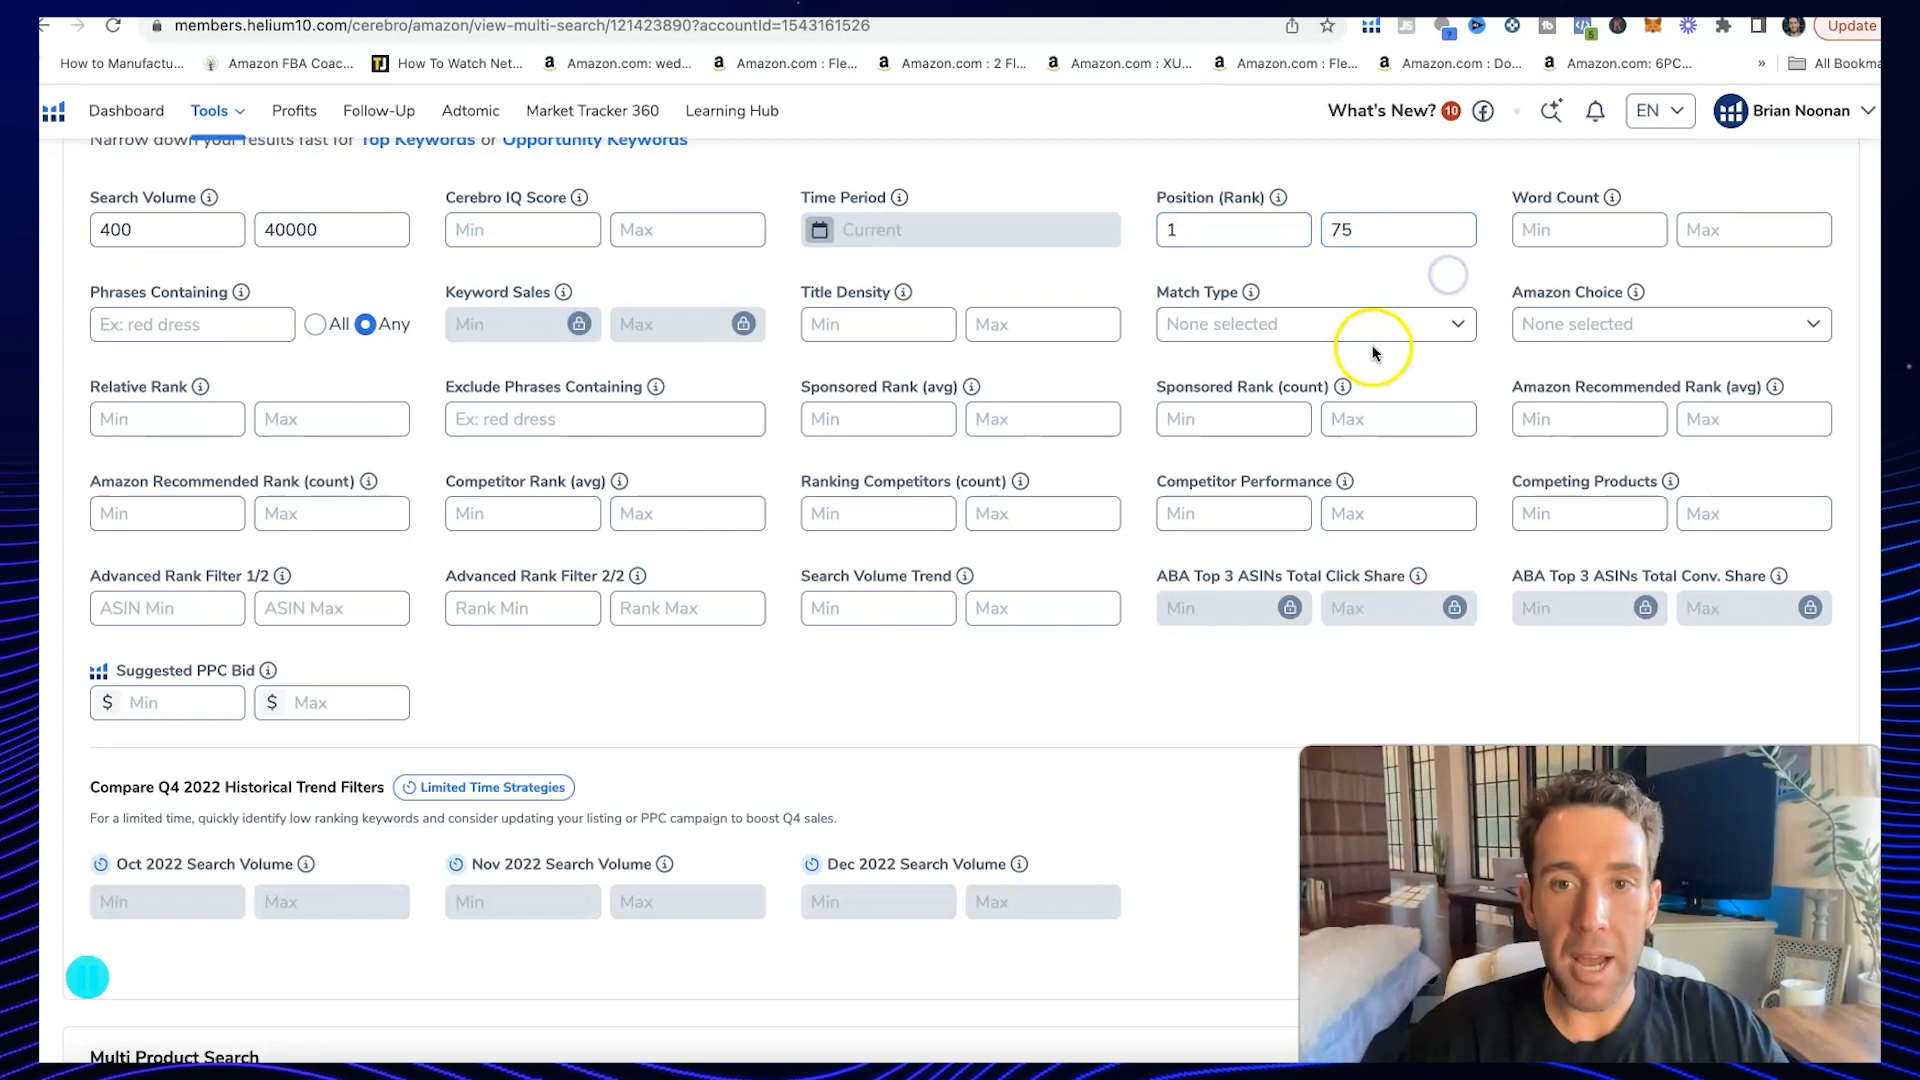 members.helium10.com/cerebro/amazon/view-multi-search/121423890?accountId=1543161526
Update
How to Manufactu... Amazon FBA Coac... How To Watch Net... Amazon.com: wed... Amazon.com : Fle... Amazon.com : 2 Fl... Amazon.com : XU... Amazon.com : Fle... Amazon.com : Do... Amazon.com: 6PC... » All Bookma
Dashboard Tools Profits Follow-Up Adtomic Market Tracker 360 Learning Hub What's New? 10 EN Brian Noonan
Narrow down your results fast for Top Keywords or Opportunity Keywords
Search Volume Cerebro IQ Score Time Period Position (Rank) Word Count
400 40000 Min Max Current 1 75 Min Max
Phrases Containing Keyword Sales Title Density Match Type Amazon Choice
Ex: red dress All Any Min Max Min Max None selected None selected
Relative Rank Exclude Phrases Containing Sponsored Rank (avg) Sponsored Rank (count) Amazon Recommended Rank (avg)
Min Max Ex: red dress Min Max Min Max Min Max
Amazon Recommended Rank (count) Competitor Rank (avg) Ranking Competitors (count) Competitor Performance Competing Products
Min Max Min Max Min Max Min Max Min Max
Advanced Rank Filter 1/2 Advanced Rank Filter 2/2 Search Volume Trend ABA Top 3 ASINs Total Click Share ABA Top 3 ASINs Total Conv. Share
ASIN Min ASIN Max Rank Min Rank Max Min Max Min Max Min Max
Suggested PPC Bid
$ Min $ Max
Compare Q4 2022 Historical Trend Filters Limited Time Strategies
For a limited time, quickly identify low ranking keywords and consider updating your listing or PPC campaign to boost Q4 sales.
Oct 2022 Search Volume Nov 2022 Search Volume Dec 2022 Search Volume
Min Max Min Max Min Max
Multi Product Search